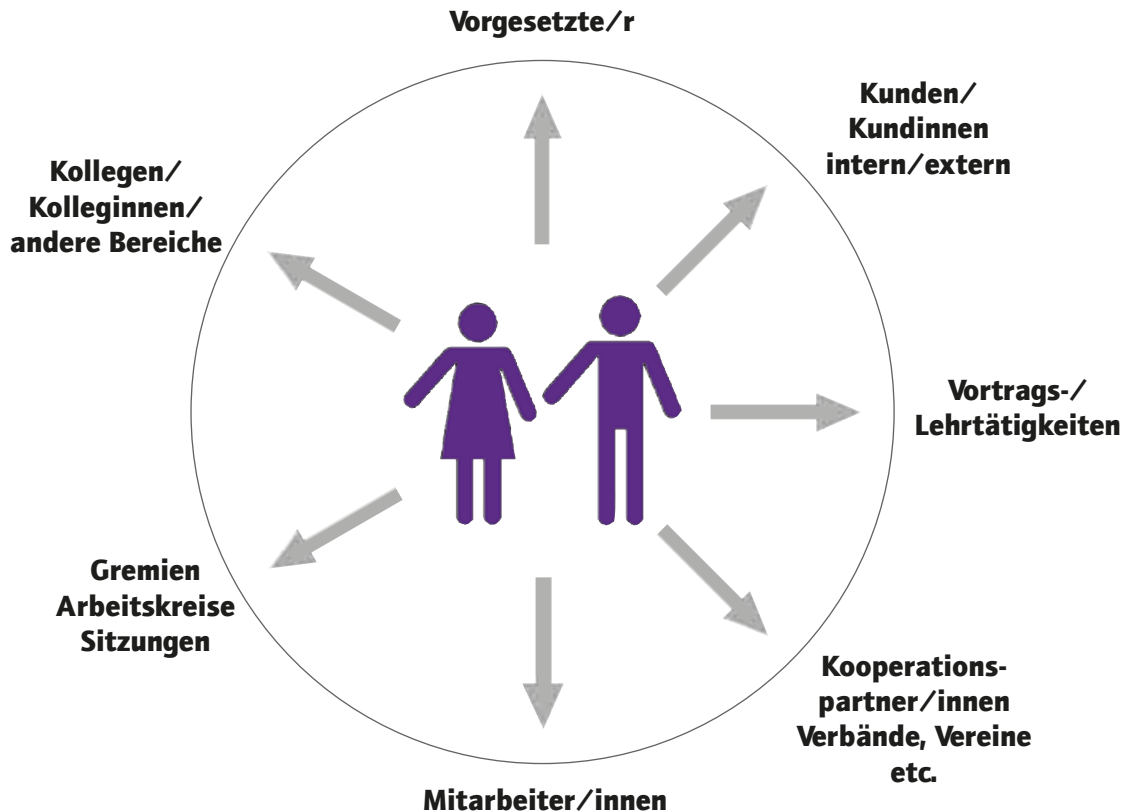 Vorgesetzte/r
Kunden/
Kundinnen
intern/extern
Kollegen/
Kolleginnen/
andere Bereiche
Vortrags-/
Lehrtätigkeiten
Gremien
Arbeitskreise
Sitzungen
Kooperations-
partner/innen
Verbände, Vereine
etc.
Mitarbeiter/innen